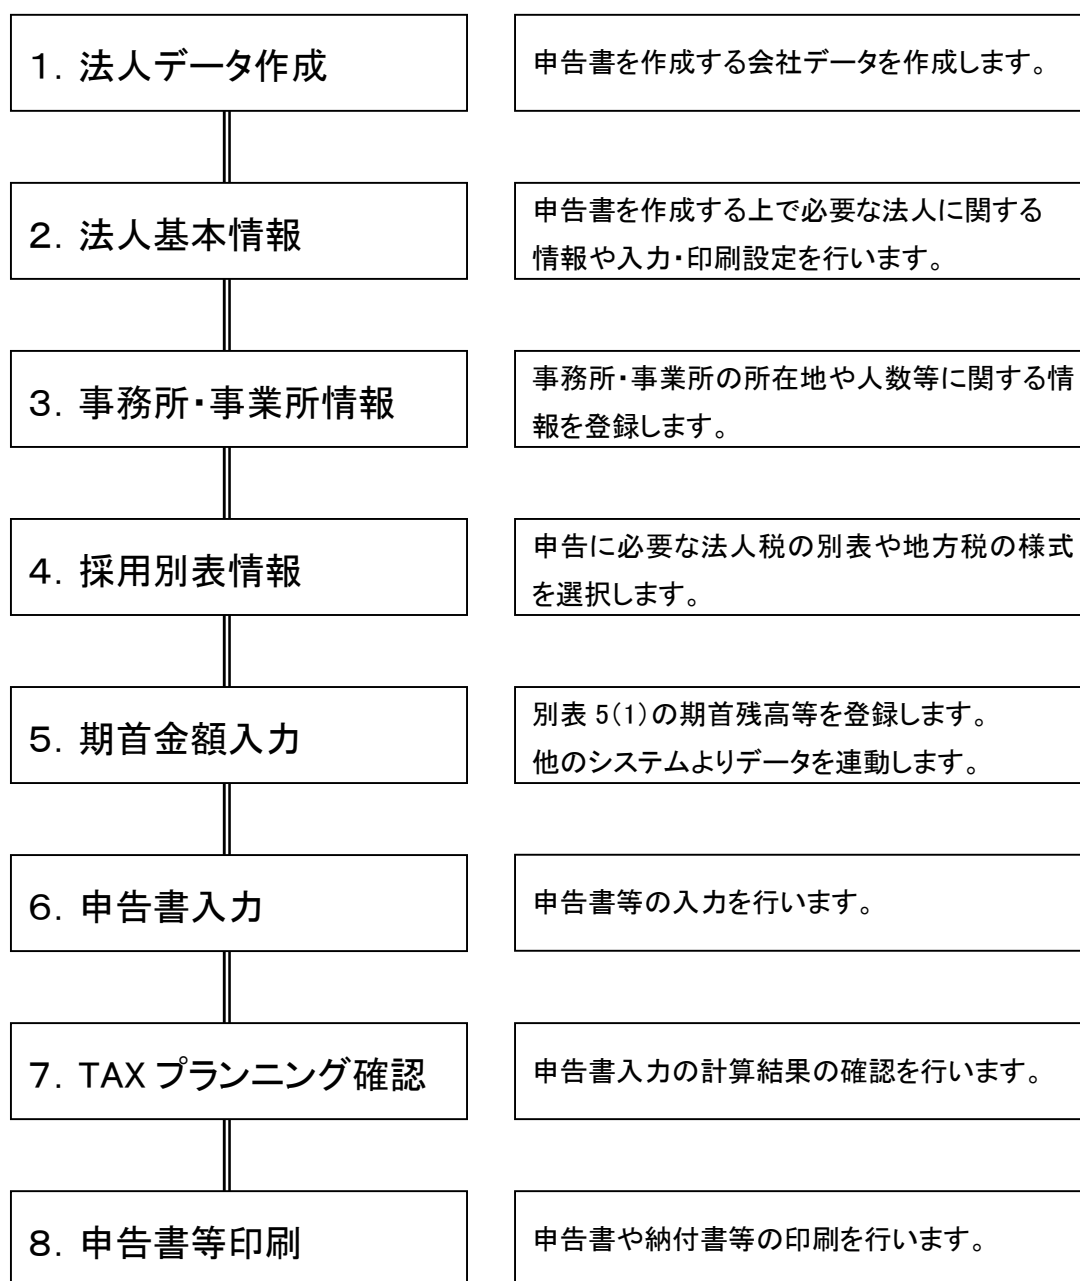 １．法人データ作成
申告書を作成する会社データを作成します。
２．法人基本情報
申告書を作成する上で必要な法人に関する
情報や入力・印刷設定を行います。
３．事務所・事業所情報
事務所・事業所の所在地や人数等に関する情
報を登録します。
４．採用別表情報
申告に必要な法人税の別表や地方税の様式
を選択します。
５．期首金額入力
別表 5(1)の期首残高等を登録します。
他のシステムよりデータを連動します。
６．申告書入力
申告書等の入力を行います。
７．TAX プランニング確認
申告書入力の計算結果の確認を行います。
８．申告書等印刷
申告書や納付書等の印刷を行います。